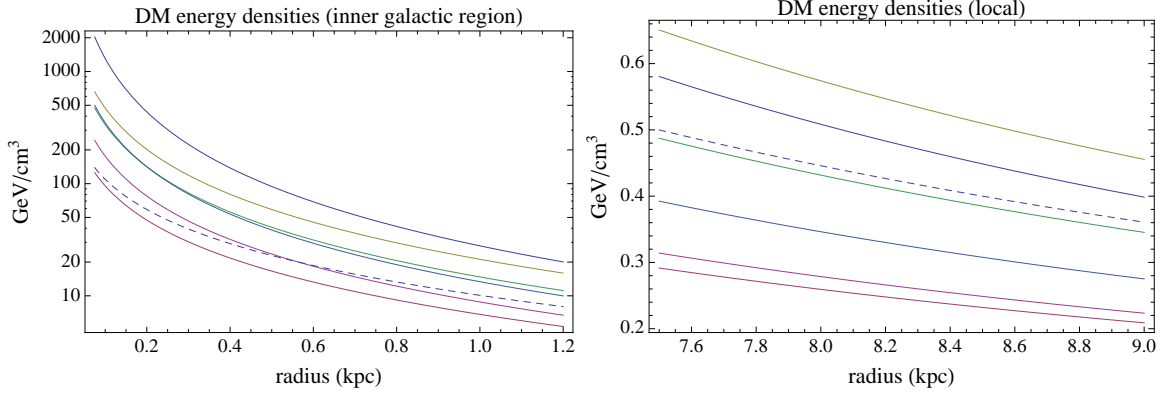 DM energy densities (inner galactic region)
2000
1000
500
200
100
50
20
10
GeV/cm³
0.2 0.4 0.6 0.8 1.0 1.2
radius (kpc)
DM energy densities (local)
0.6
0.5
0.4
0.3
0.2
GeV/cm³
7.6 7.8 8.0 8.2 8.4 8.6 8.8 9.0
radius (kpc)